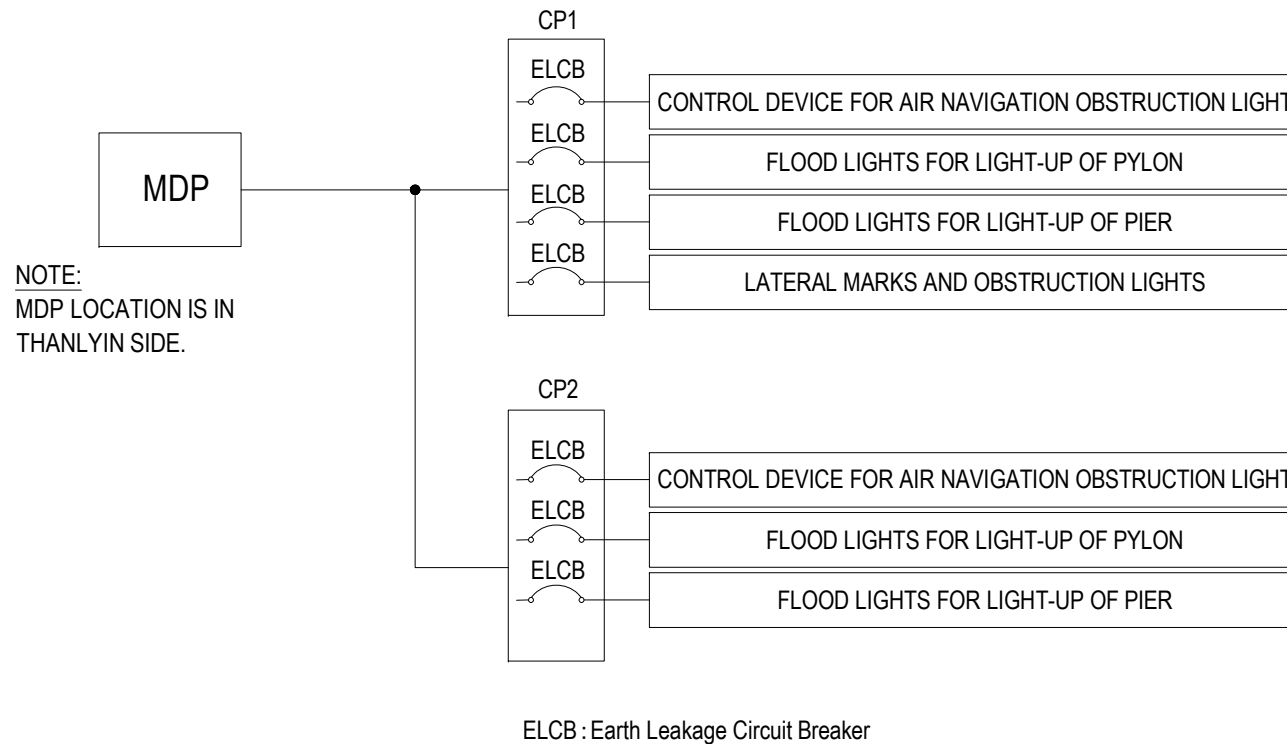 CP1
ELCB
CONTROL DEVICE FOR AIR NAVIGATION OBSTRUCTION LIGHT
ELCB
FLOOD LIGHTS FOR LIGHT-UP OF PYLON
MDP
ELCB
FLOOD LIGHTS FOR LIGHT-UP OF PIER
ELCB
LATERAL MARKS AND OBSTRUCTION LIGHTS
NOTE:
MDP LOCATION IS IN
THANLYIN SIDE.
CP2
ELCB
CONTROL DEVICE FOR AIR NAVIGATION OBSTRUCTION LIGHT
ELCB
FLOOD LIGHTS FOR LIGHT-UP OF PYLON
ELCB
FLOOD LIGHTS FOR LIGHT-UP OF PIER
ELCB : Earth Leakage Circuit Breaker